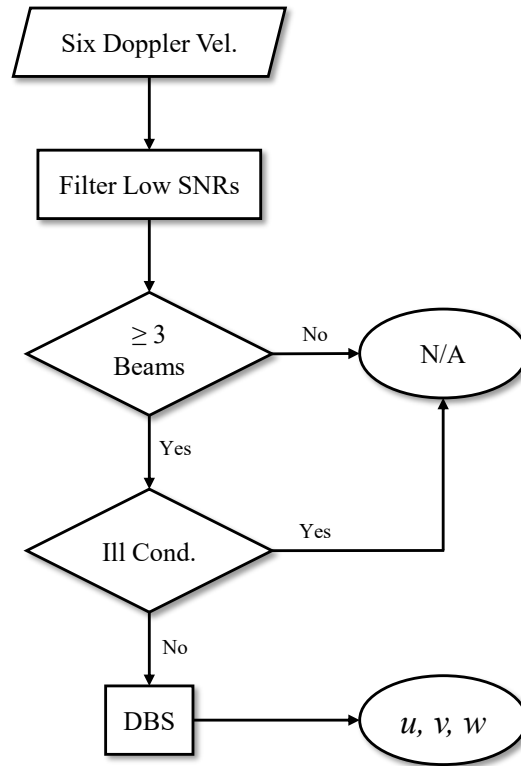 Six Doppler Vel.
Filter Low SNRs
≥ 3
Beams
No
N/A
Yes
Ill Cond.
Yes
No
DBS
u, v, w